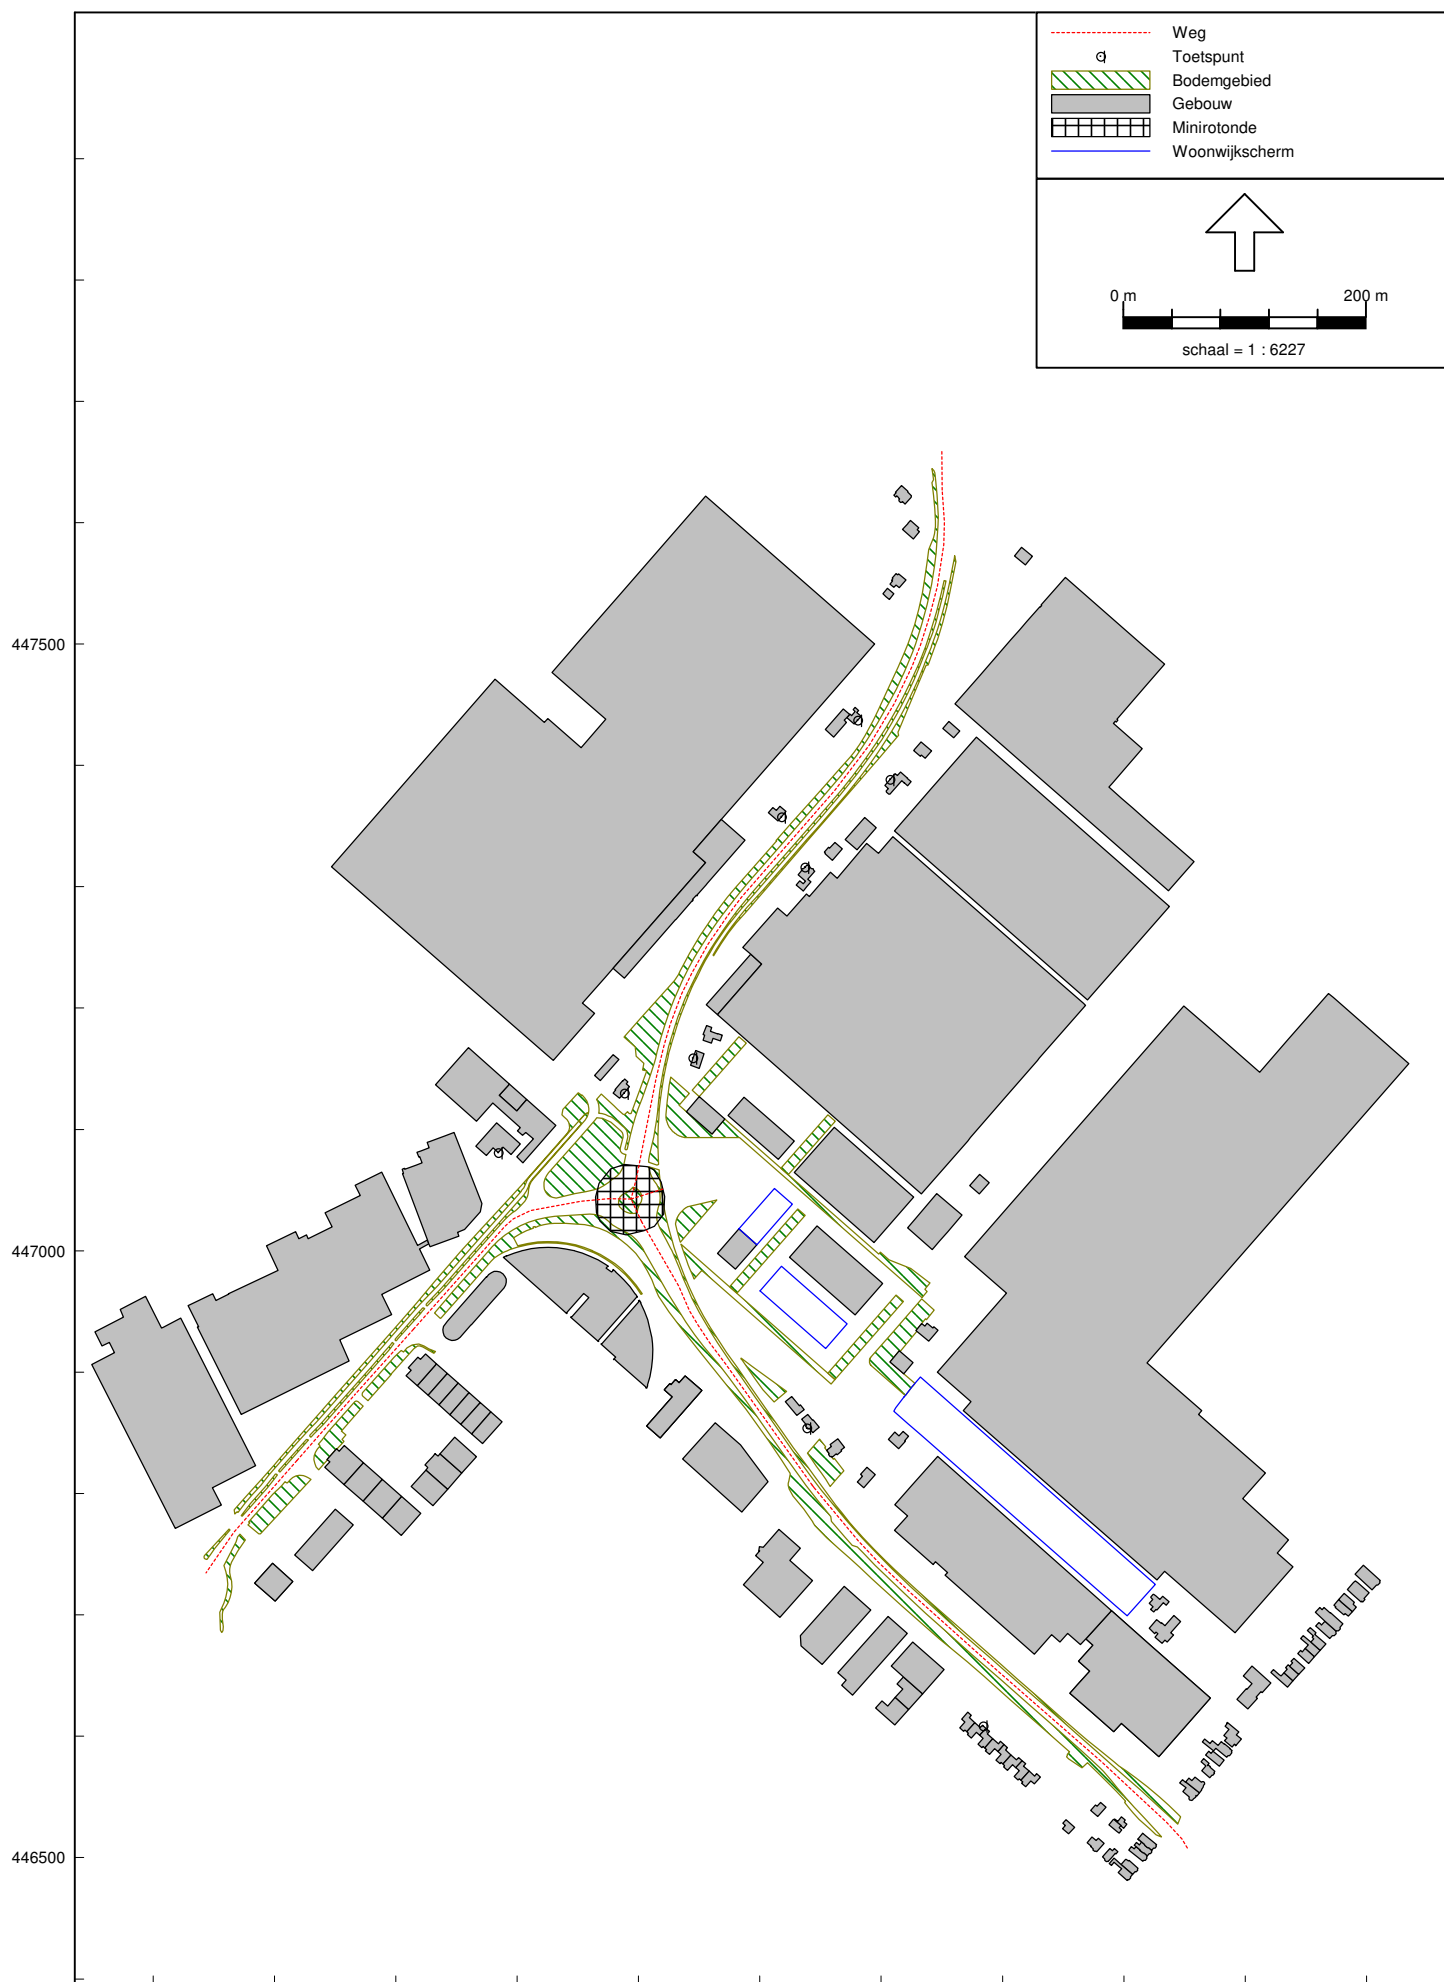 Weg
Toetspunt
Bodemgebied
Gebouw
Minirotonde
Woonwijkscherm
0 m 200 m
schaal = 1 : 6227
447500
447000
446500